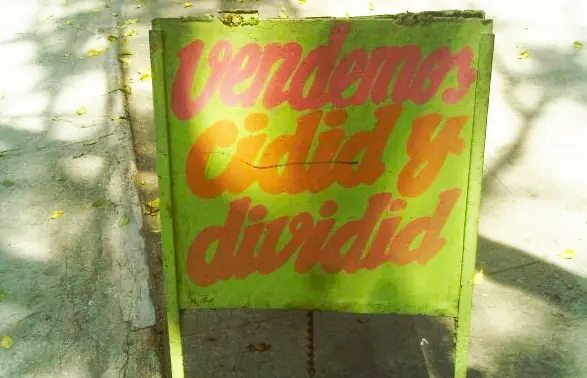 Vendemos
Cidid y
dividid